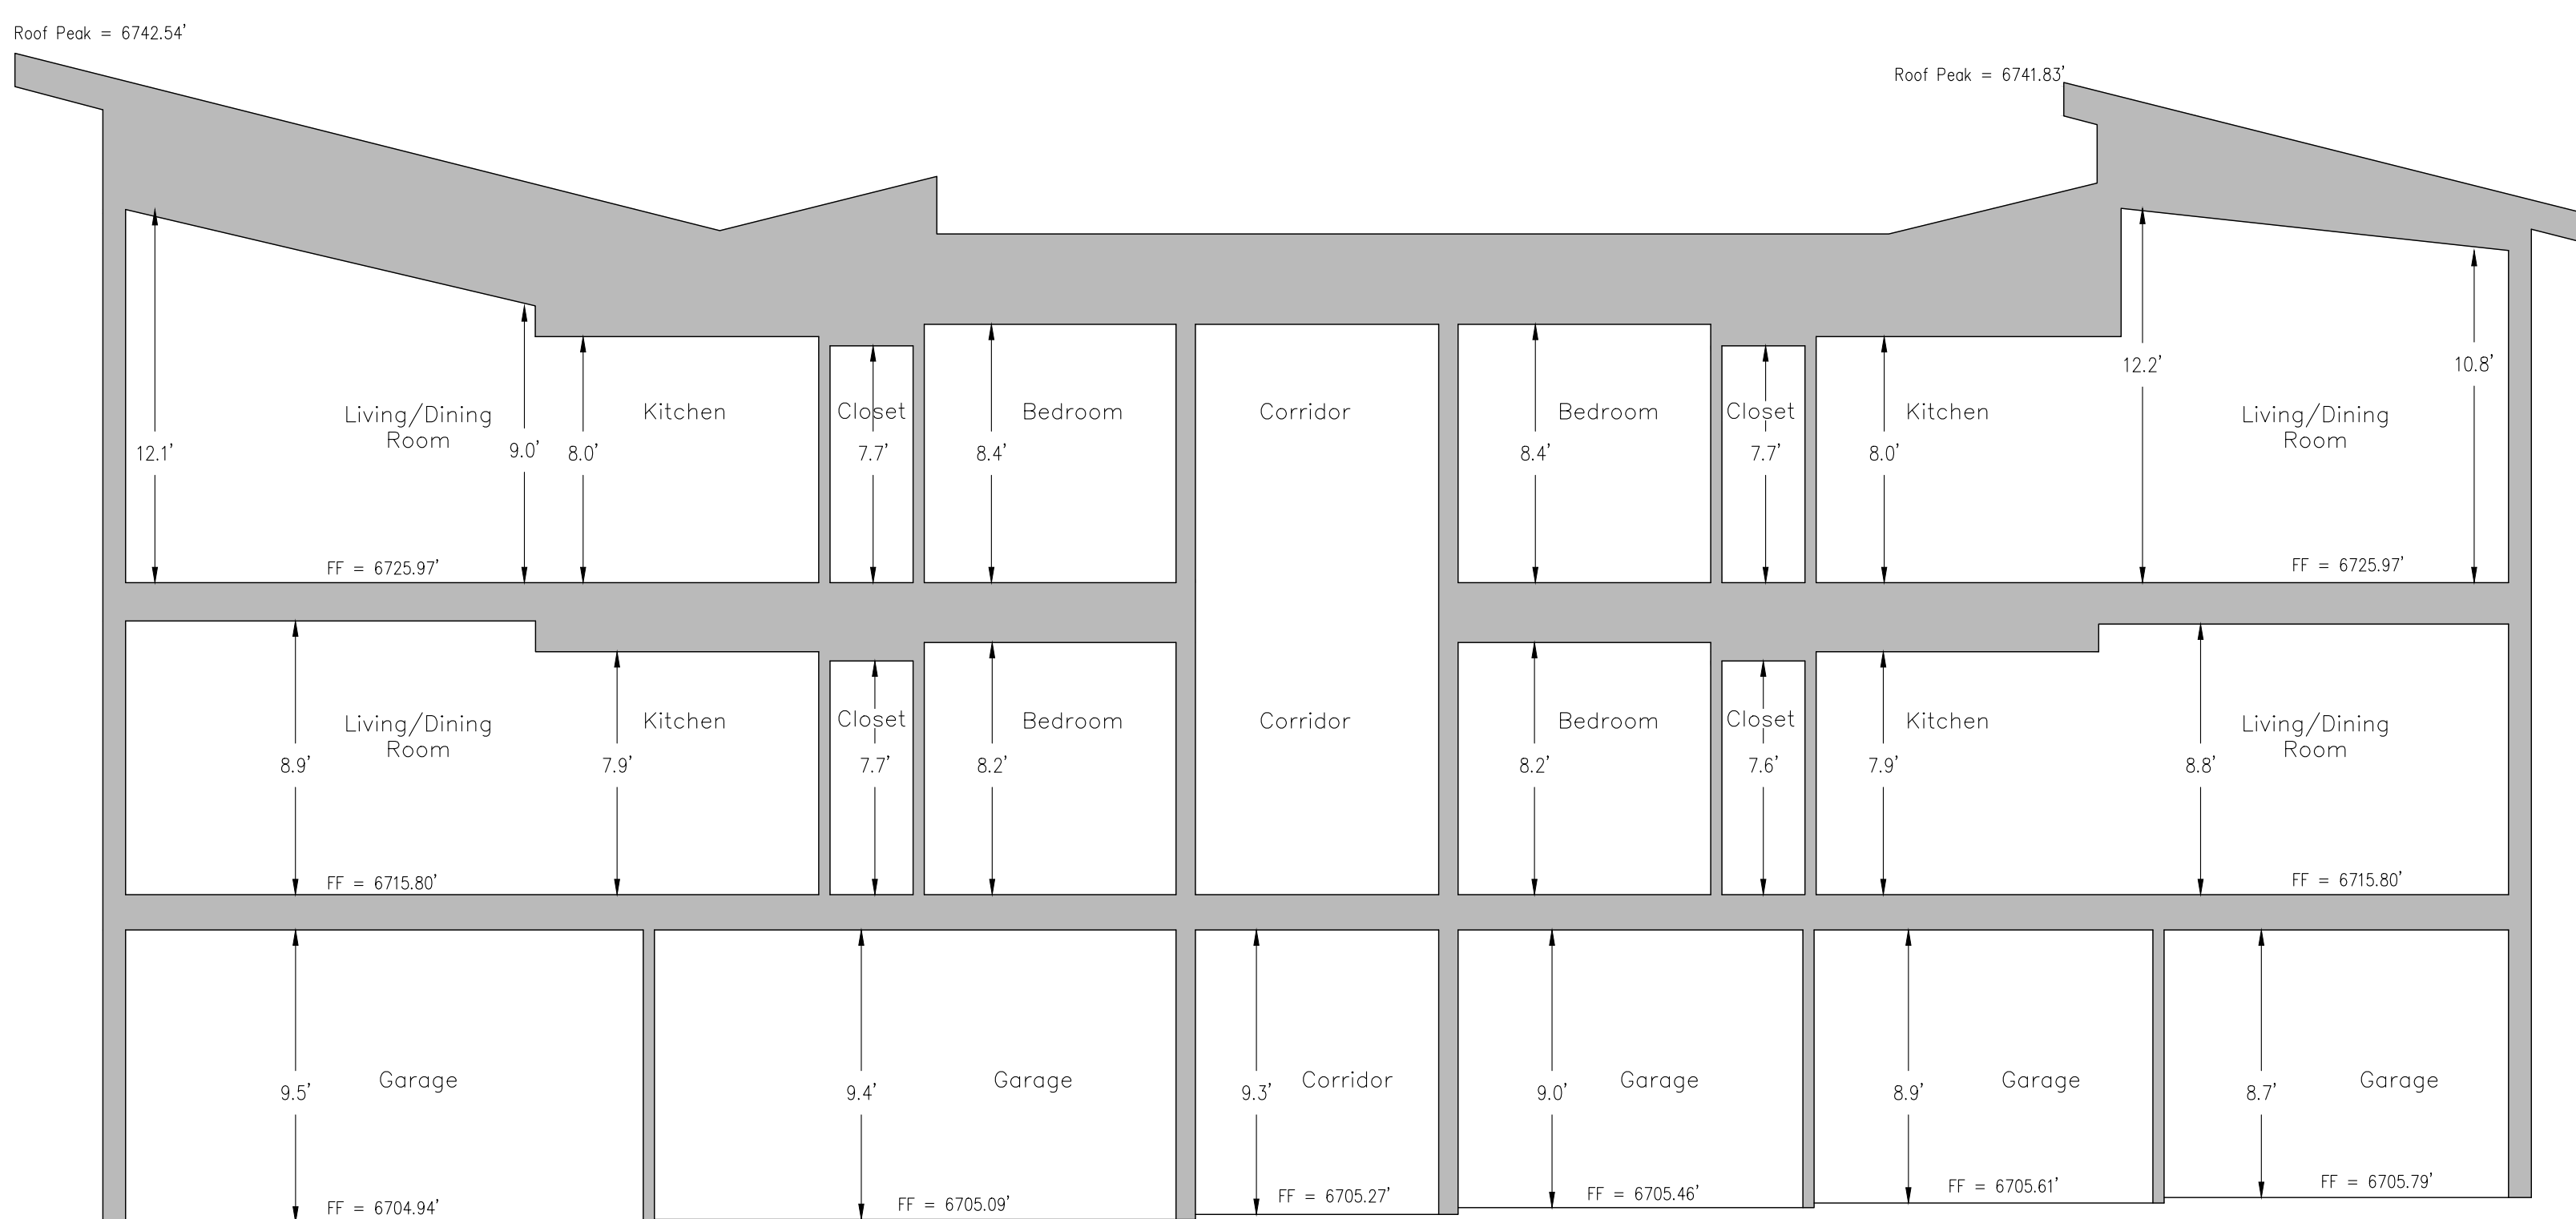 Roof Peak = 6742.54'
Roof Peak = 6741.83'
12.1'
Living/Dining
Room
9.0'
8.0'
Kitchen
Closet
7.7'
8.4'
Bedroom
Corridor
8.4'
Bedroom
Closet
7.7'
8.0'
Kitchen
12.2'
Living/Dining
Room
10.8'
FF = 6725.97'
FF = 6725.97'
8.9'
Living/Dining
Room
7.9'
Kitchen
Closet
7.7'
8.2'
Bedroom
Corridor
8.2'
Bedroom
Closet
7.6'
7.9'
Kitchen
8.8'
Living/Dining
Room
FF = 6715.80'
FF = 6715.80'
9.5'
Garage
FF = 6704.94'
9.4'
Garage
FF = 6705.09'
9.3'
Corridor
FF = 6705.27'
9.0'
Garage
FF = 6705.46'
8.9'
Garage
FF = 6705.61'
8.7'
Garage
FF = 6705.79'